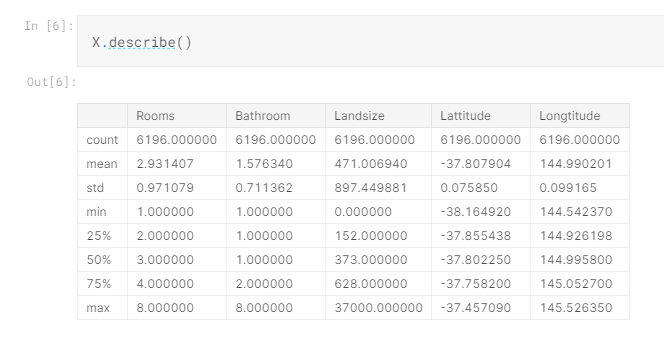 In [6]:
X.describe()
Out[6]:
Rooms Bathroom Landsize Lattitude Longtitude
count 6196.000000 6196.000000 6196.000000 6196.000000 6196.000000
mean 2.931407 1.576340 471.006940 -37.807904 144.990201
std 0.971079 0.711362 897.449881 0.075850 0.099165
min 1.000000 1.000000 0.000000 -38.164920 144.542370
25% 2.000000 1.000000 152.000000 -37.855438 144.926198
50% 3.000000 1.000000 373.000000 -37.802250 144.995800
75% 4.000000 2.000000 628.000000 -37.758200 145.052700
max 8.000000 8.000000 37000.000000 -37.457090 145.526350